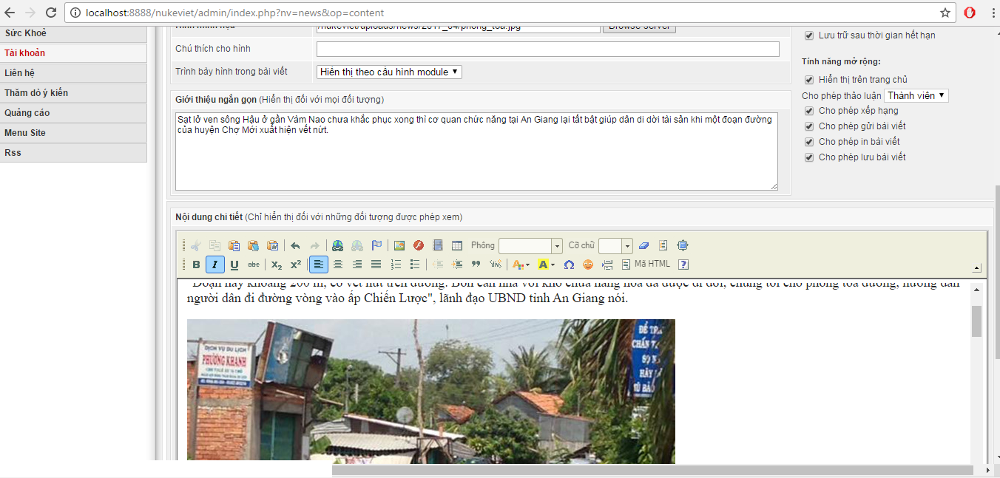 localhost:8888/nukeviet/admin/index.php?nv=news&op=content
Sức Khoẻ
Tài khoản
Liên hệ
Thăm dò ý kiến
Quảng cáo
Menu Site
Rss
Hình minh họa
/nukeviet/uploads/news/2017_04/phong_toa.jpg
Browse server
Chú thích cho hình
Trình bày hình trong bài viết
Hiển thị theo cấu hình module
Giới thiệu ngắn gọn (Hiển thị đối với mọi đối tượng)
Sạt lở ven sông Hậu ở gần Vàm Nao chưa khắc phục xong thì cơ quan chức năng tại An Giang lại tất bật giúp dân di dời tài sản khi một đoạn đường
của huyện Chợ Mới xuất hiện vết nứt.
Lưu trữ sau thời gian hết hạn
Tính năng mở rộng:
Hiển thị trên trang chủ
Cho phép thảo luận Thành viên
Cho phép xếp hạng
Cho phép gửi bài viết
Cho phép in bài viết
Cho phép lưu bài viết
Nội dung chi tiết (Chỉ hiển thị đối với những đối tượng được phép xem)
Phông
Cỡ chữ
B I U abc X₂ X²
Mã HTML
"Đoạn này khoảng 200 m, có vết nứt trên đường. Bốn căn nhà với kho chứa hàng hóa đã được di dời, chúng tôi cho phong tỏa đường, hướng dẫn
người dân đi đường vòng vào ấp Chiến Lược", lãnh đạo UBND tỉnh An Giang nói.
DỊCH VỤ DU LỊCH
PHƯỜNG KHANH
ĐỂ TRÁ